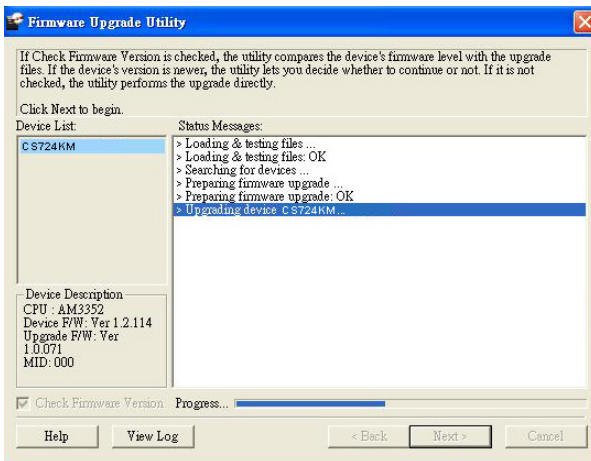 Firmware Upgrade Utility
If Check Firmware Version is checked, the utility compares the device's firmware level with the upgrade
files. If the device's version is newer, the utility lets you decide whether to continue or not. If it is not
checked, the utility performs the upgrade directly.
Click Next to begin.
Device List:
CS724KM
Status Messages:
> Loading & testing files ...
> Loading & testing files: OK
> Searching for devices ...
> Preparing firmware upgrade ...
> Preparing firmware upgrade: OK
> Upgrading device CS724KM...
Device Description
CPU : AM3352
Device F/W: Ver 1.2.114
Upgrade F/W: Ver
1.0.071
MID: 000
Check Firmware Version
Progress...
Help
View Log
< Back
Next >
Cancel